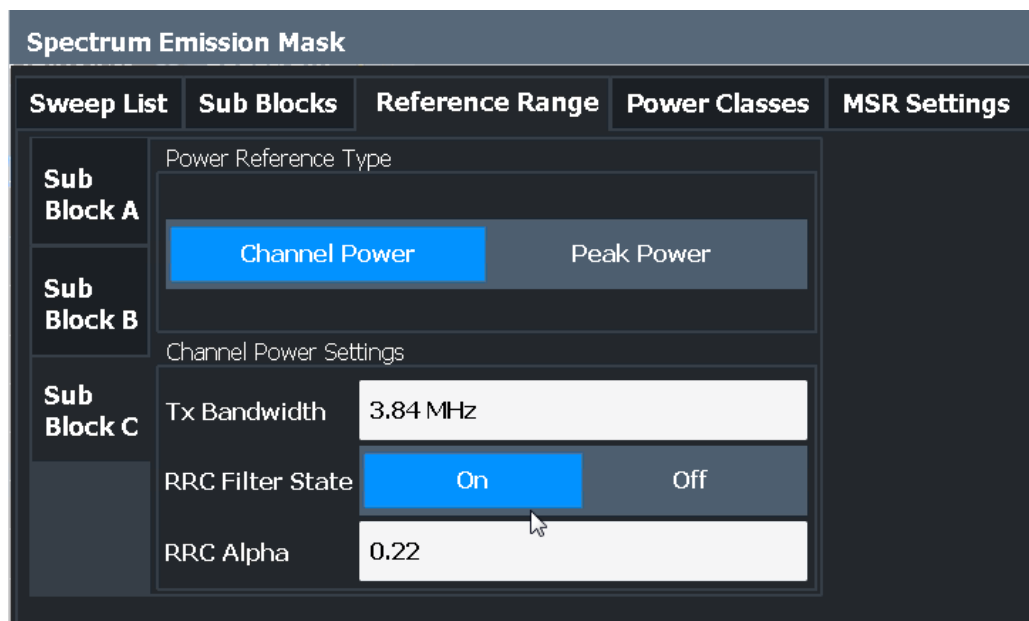 Spectrum Emission Mask
Sweep List Sub Blocks Reference Range Power Classes MSR Settings
Sub
Block A
Sub
Block B
Sub
Block C
Power Reference Type
Channel Power Peak Power
Channel Power Settings
Tx Bandwidth 3.84 MHz
RRC Filter State On Off
RRC Alpha 0.22